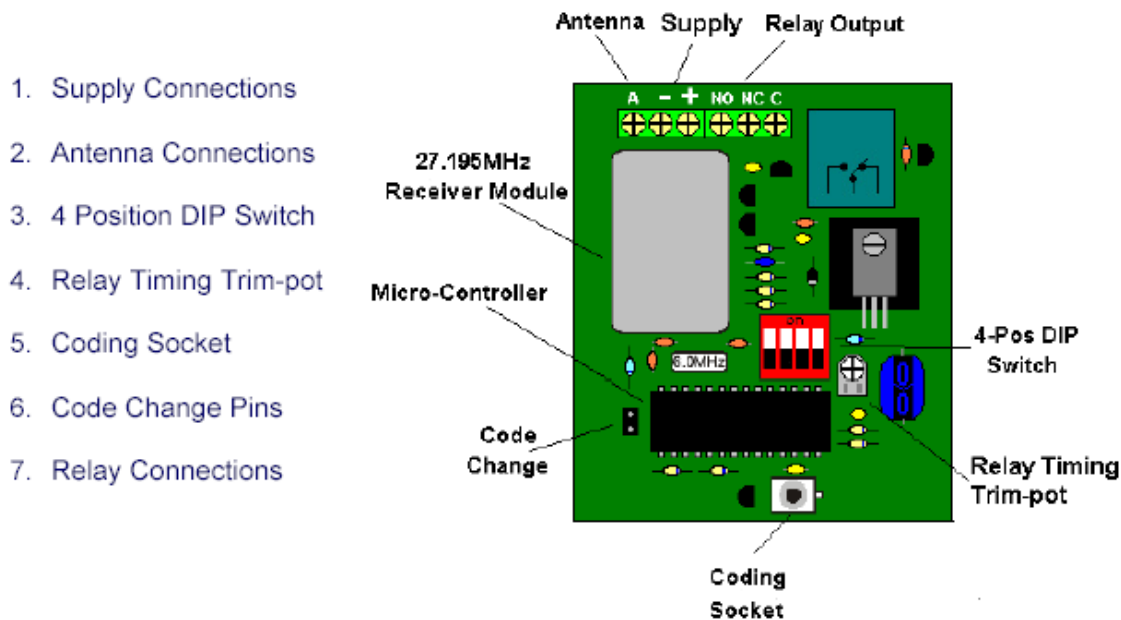 1. Supply Connections
2. Antenna Connections
3. 4 Position DIP Switch
4. Relay Timing Trim-pot
5. Coding Socket
6. Code Change Pins
7. Relay Connections
Antenna
Supply
Relay Output
A - + NO NC C
27.195MHz
Receiver Module
Micro-Controller
on
6.0MHz
4-Pos DIP
Switch
Code
Change
Relay Timing
Trim-pot
Coding
Socket